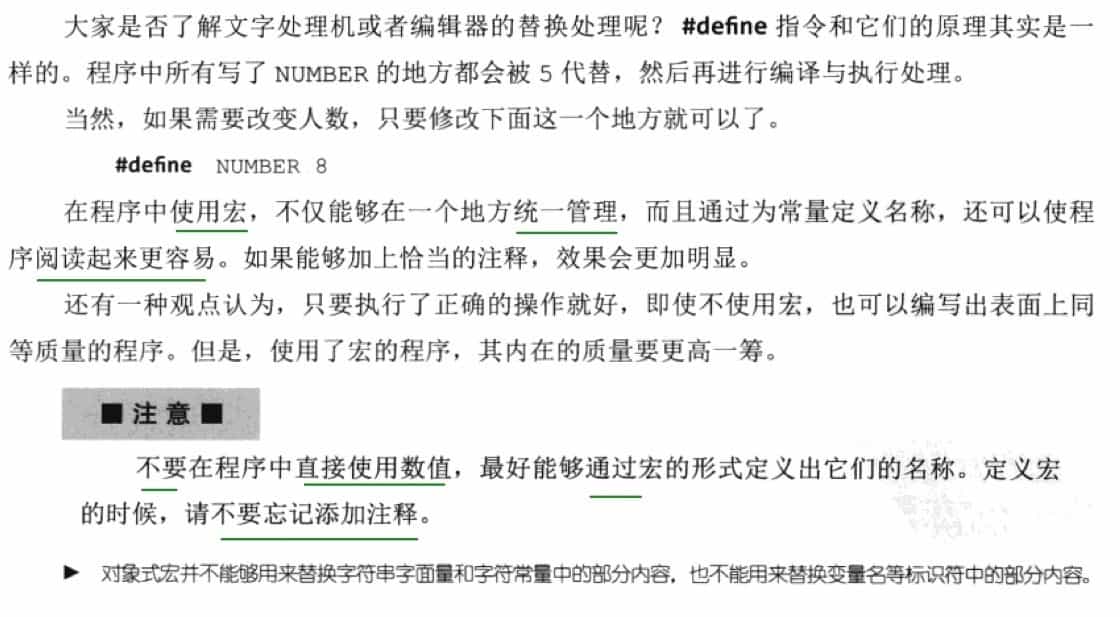 大家是否了解文字处理机或者编辑器的替换处理呢？ #define 指令和它们的原理其实是一
样的。程序中所有写了 NUMBER 的地方都会被 5 代替，然后再进行编译与执行处理。
当然，如果需要改变人数，只要修改下面这一个地方就可以了。
#define NUMBER 8
在程序中使用宏，不仅能够在一个地方统一管理，而且通过为常量定义名称，还可以使程
序阅读起来更容易。如果能够加上恰当的注释，效果会更加明显。
还有一种观点认为，只要执行了正确的操作就好，即使不使用宏，也可以编写出表面上同
等质量的程序。但是，使用了宏的程序，其内在的质量要更高一筹。
■ 注意 ■
不要在程序中直接使用数值，最好能够通过宏的形式定义出它们的名称。定义宏
的时候，请不要忘记添加注释。
► 对象式宏并不能够用来替换字符串字面量和字符常量中的部分内容，也不能用来替换变量名等标识符中的部分内容。